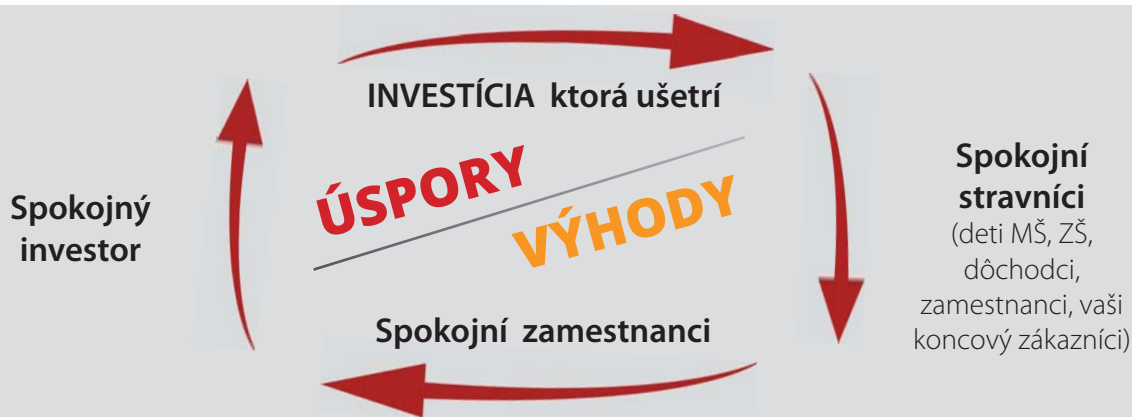 INVESTÍCIA ktorá ušetrí
Spokojný
investor
ÚSPORY
VÝHODY
Spokojní
stravníci
(deti MŠ, ZŠ,
dôchodci,
zamestnanci, vaši
koncový zákazníci)
Spokojní zamestnanci